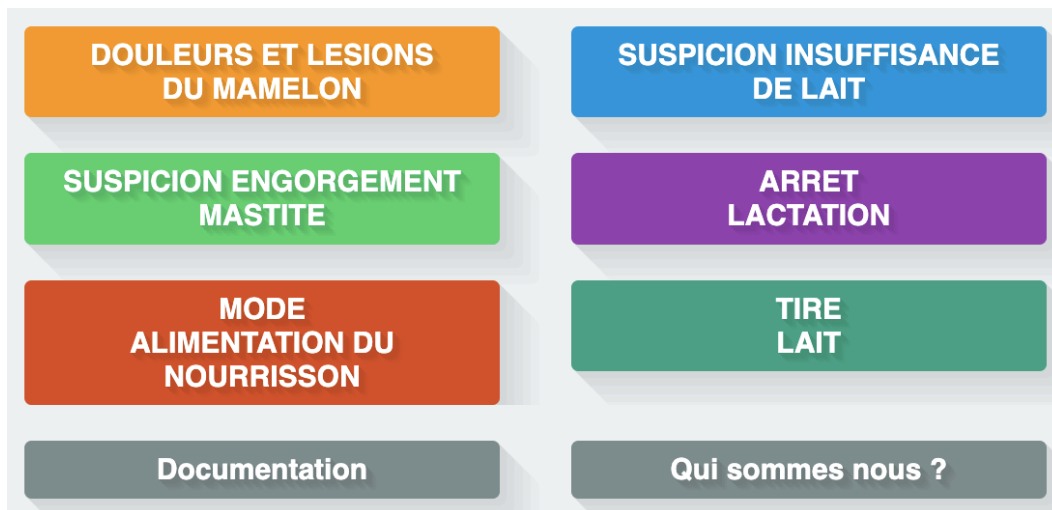 DOULEURS ET LESIONS
DU MAMELON
SUSPICION INSUFFISANCE
DE LAIT
SUSPICION ENGORGEMENT
MASTITE
ARRET
LACTATION
MODE
ALIMENTATION DU
NOURRISSON
TIRE
LAIT
Documentation
Qui sommes nous ?